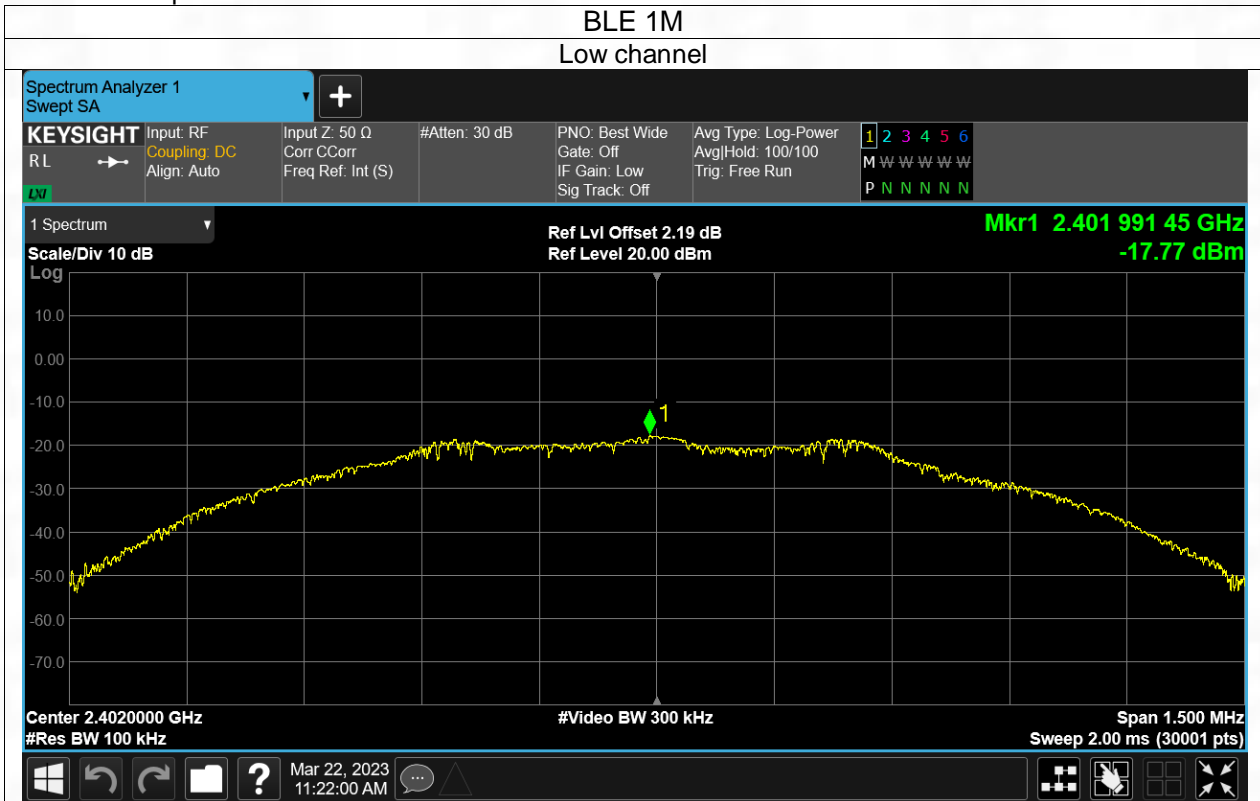 BLE 1M
Low channel
Spectrum Analyzer 1
Swept SA
KEYSIGHT
R L
LXI
Input: RF
Coupling: DC
Align: Auto
Input Z: 50 Ω
Corr CCorr
Freq Ref: Int (S)
#Atten: 30 dB
PNO: Best Wide
Gate: Off
IF Gain: Low
Sig Track: Off
Avg Type: Log-Power
Avg|Hold: 100/100
Trig: Free Run
1 2 3 4 5 6
M W W W W W
P N N N N N
1 Spectrum
Scale/Div 10 dB
Ref Lvl Offset 2.19 dB
Ref Level 20.00 dBm
Mkr1 2.401 991 45 GHz
-17.77 dBm
Log
10.0
0.00
-10.0
1
-20.0
-30.0
-40.0
-50.0
-60.0
-70.0
Center 2.4020000 GHz
#Video BW 300 kHz
Span 1.500 MHz
#Res BW 100 kHz
Sweep 2.00 ms (30001 pts)
?
Mar 22, 2023
11:22:00 AM